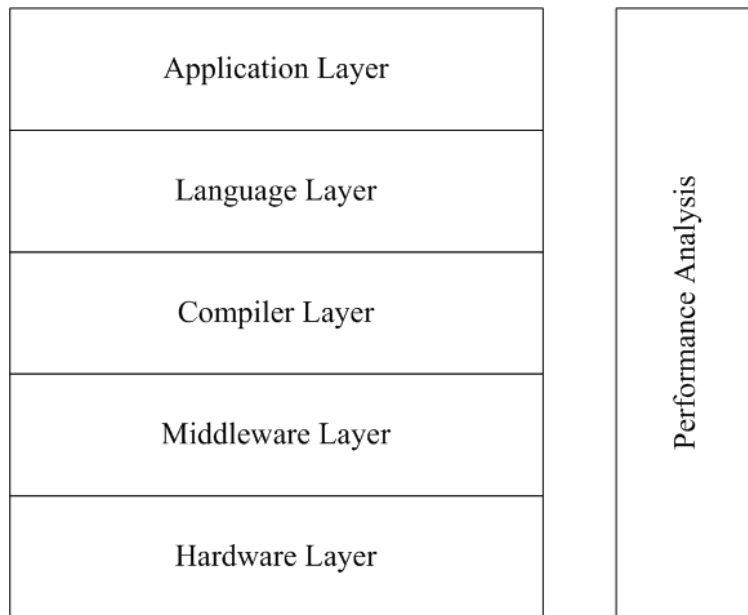 Application Layer
Language Layer
Compiler Layer
Middleware Layer
Hardware Layer
Performance Analysis